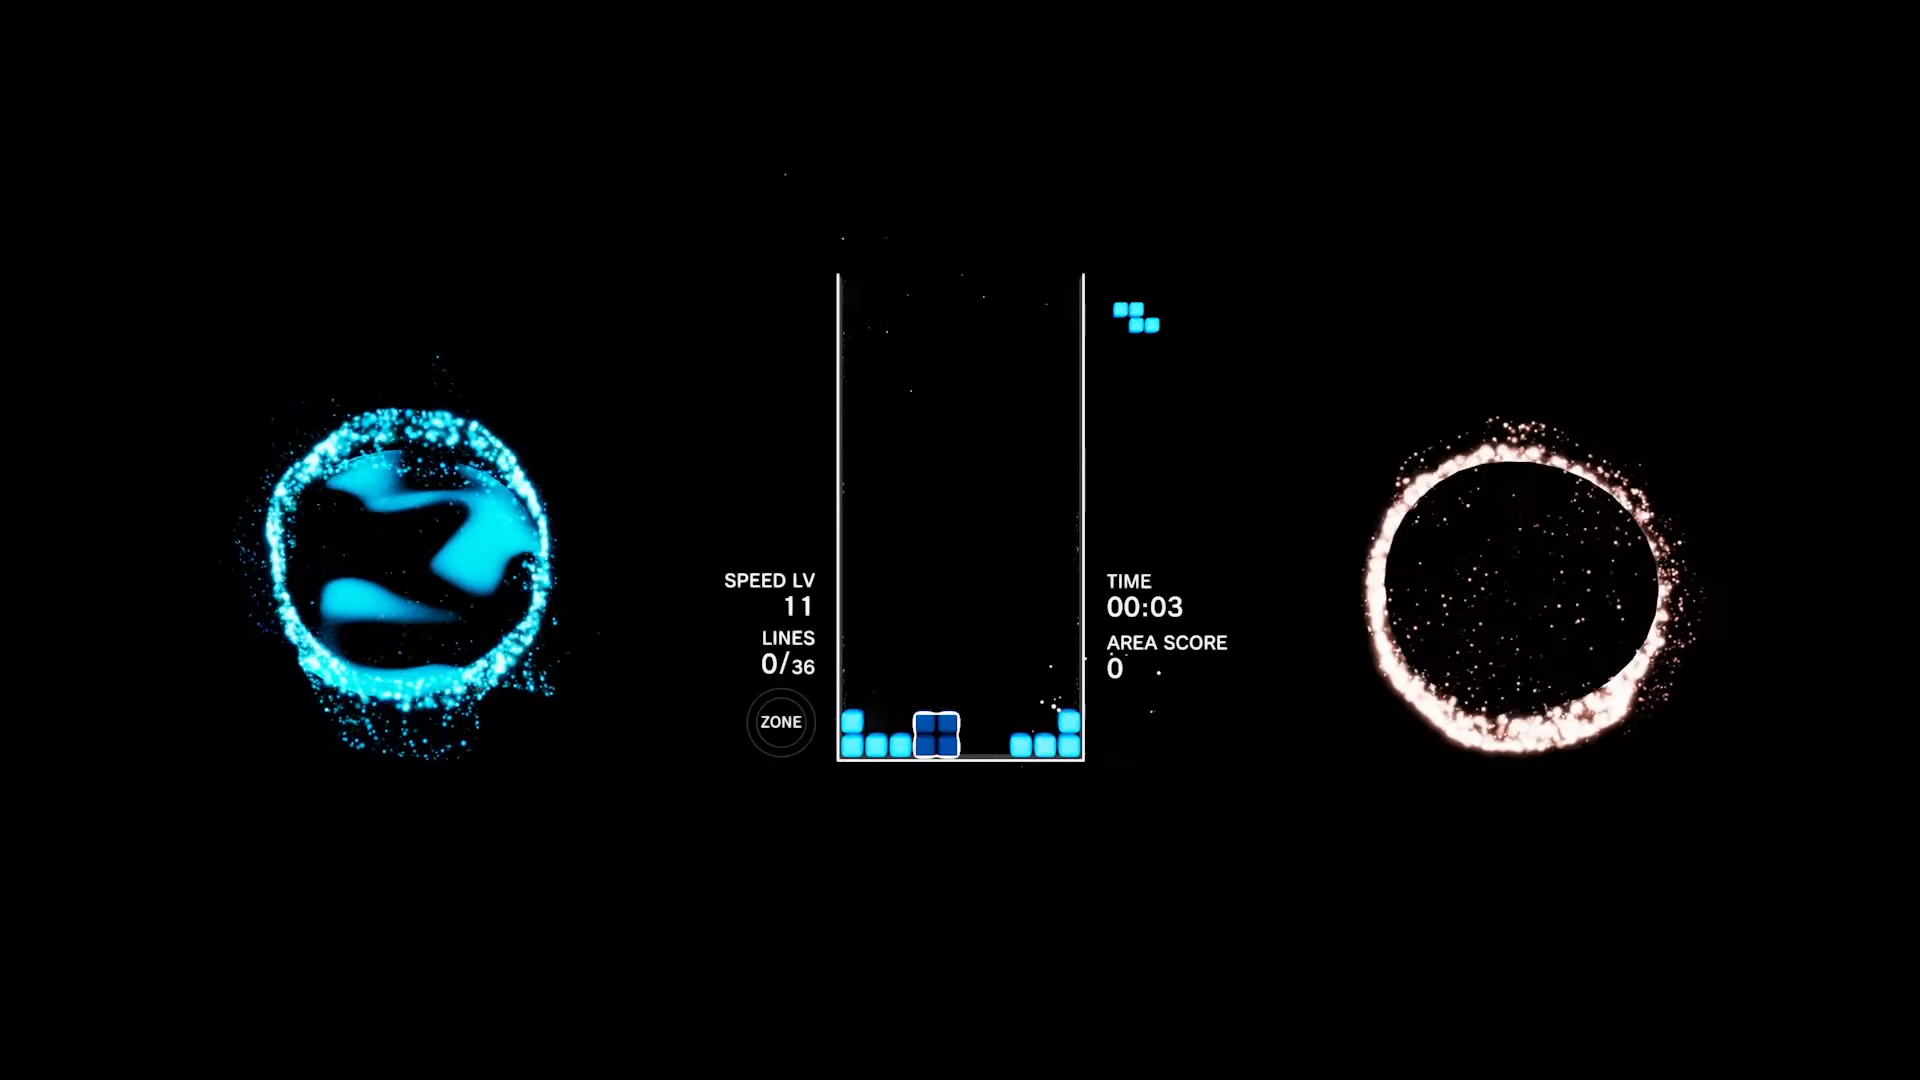 SPEED LV
11
LINES
0/36
ZONE
TIME
00:03
AREA SCORE
0